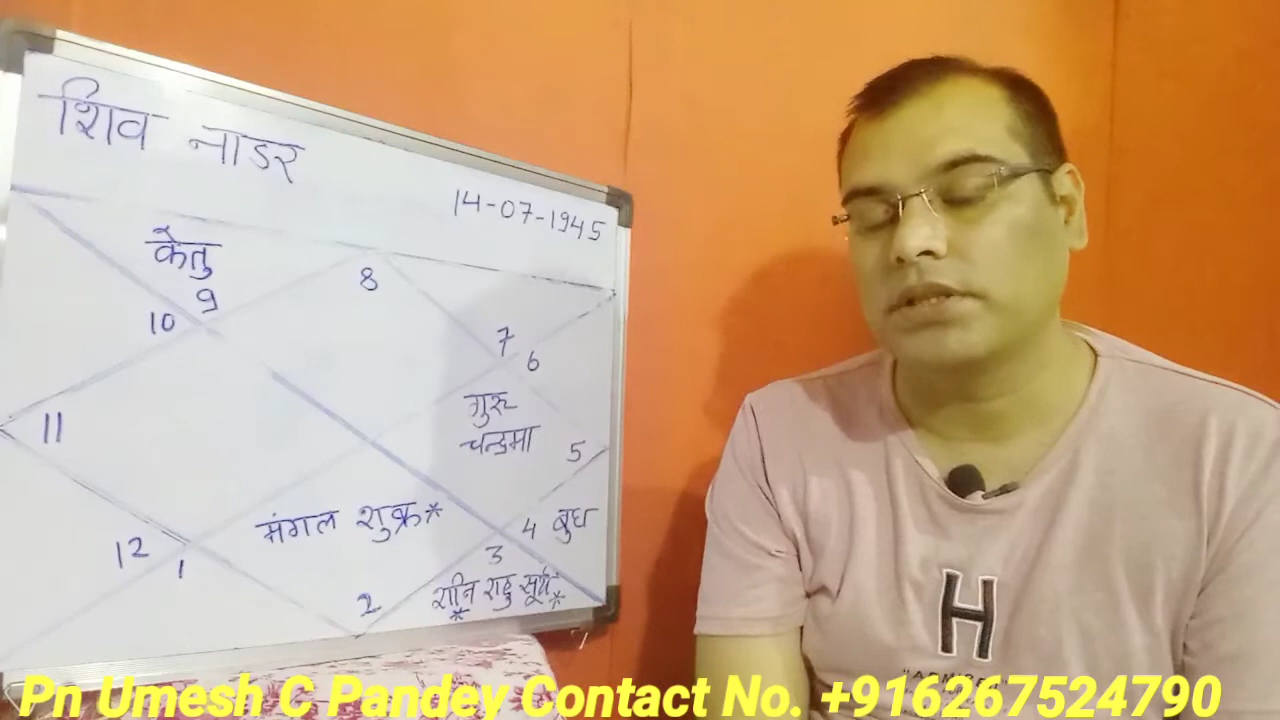 शिव नाडर
14-07-1945
केतु
9
10
8
7
6
11
गुरु
चन्द्रमा
5
मंगल शुक्र*
4 बुध
12
1
3
2
शनि राहु सूर्य
* *
H
Pn Umesh C Pandey Contact No. +916267524790